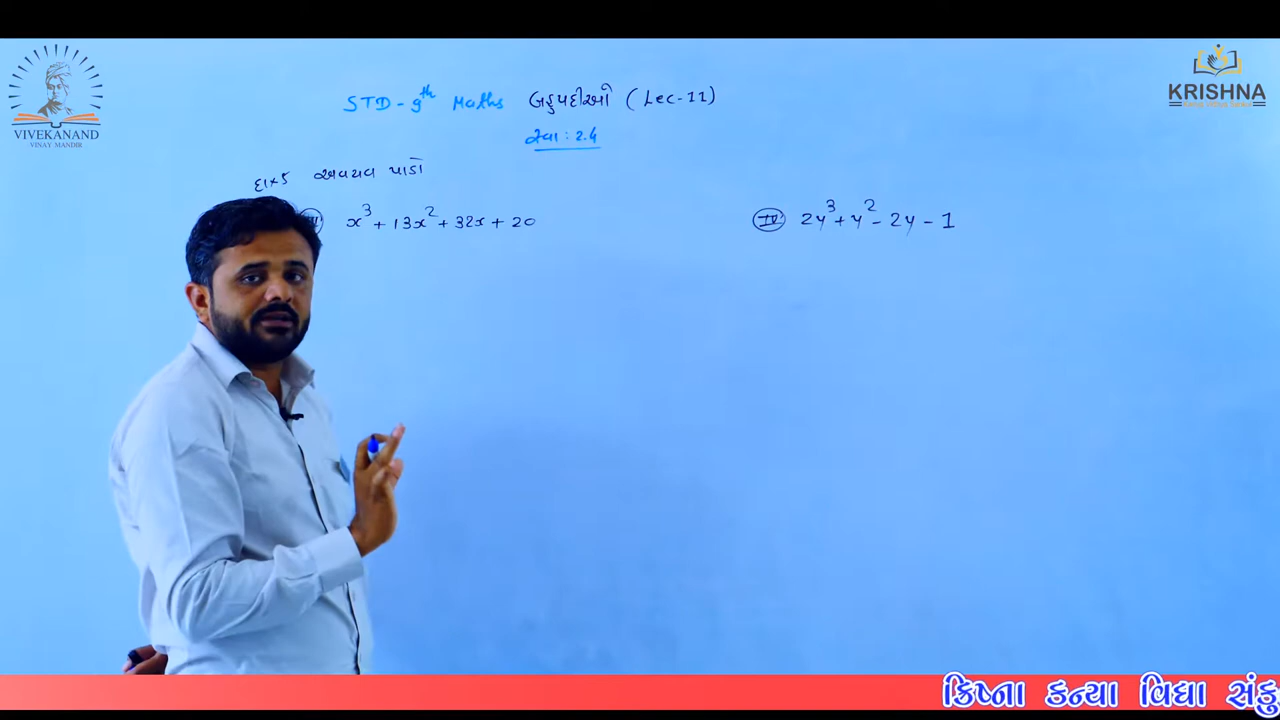 VIVEKANAND
VINAY MANDIR
KRISHNA
STD - 9th Maths બહુપદીઓ (Lec-11)
સ્વા : 2.4
દા×5 અવયવ પાડો
x³ + 13x² + 32x + 20
IV 2y³ + y² - 2y - 1
ક્રિષ્ના કન્યા વિદ્યા સંકુ